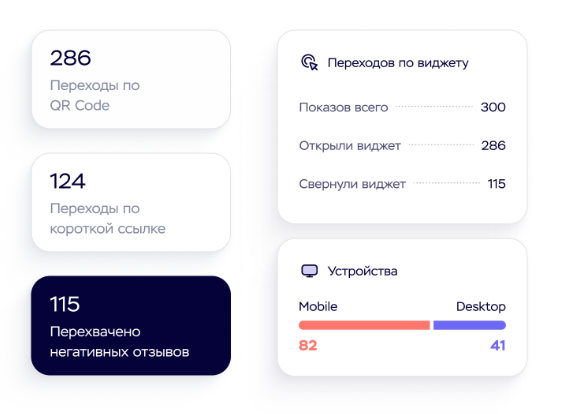 286
Переходы по
QR Code
124
Переходы по
короткой ссылке
115
Перехвачено
негативных отзывов
Переходов по виджету
Показов всего 300
Открыли виджет 286
Свернули виджет 115
Устройства
Mobile Desktop
82 41